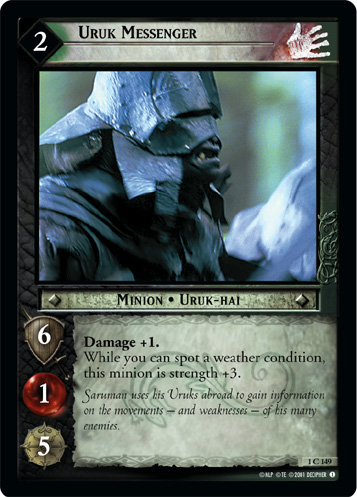 2
Uruk Messenger
Minion • Uruk-hai
6
Damage +1.
While you can spot a weather condition,
this minion is strength +3.
1
Saruman uses his Uruks abroad to gain information
on the movements — and weaknesses — of his many
enemies.
5
1 C 149
©NLP ©TE ©2001 DECIPHER